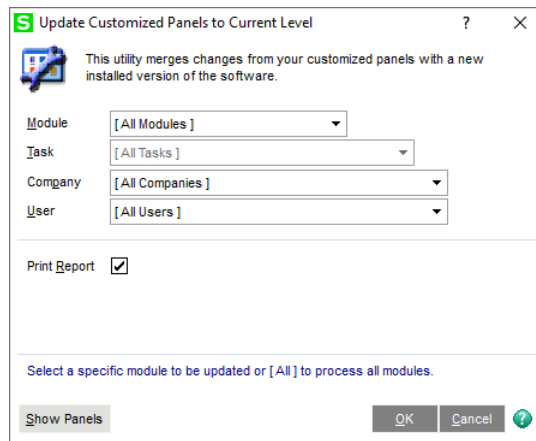 S Update Customized Panels to Current Level ?
This utility merges changes from your customized panels with a new
installed version of the software.
Module [ All Modules ]
Task [ All Tasks ]
Company [ All Companies ]
User [ All Users ]
Print Report
Select a specific module to be updated or [ All ] to process all modules.
Show Panels OK Cancel ?